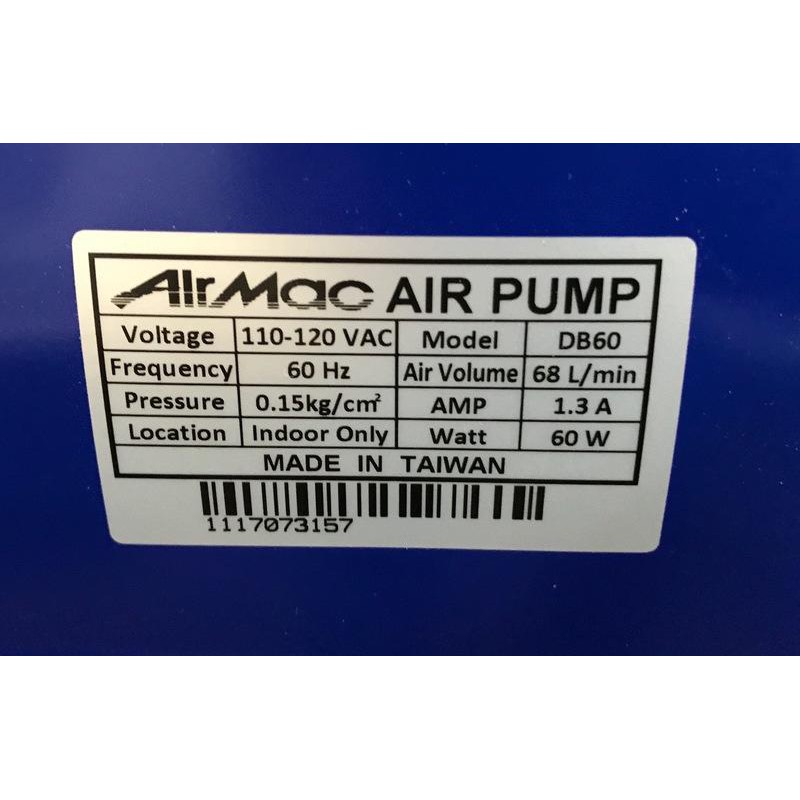 AIRMac AIR PUMP
Voltage 110-120 VAC Model DB60
Frequency 60 Hz Air Volume 68 L/min
Pressure 0.15kg/cm² AMP 1.3 A
Location Indoor Only Watt 60 W
MADE IN TAIWAN
1117073157